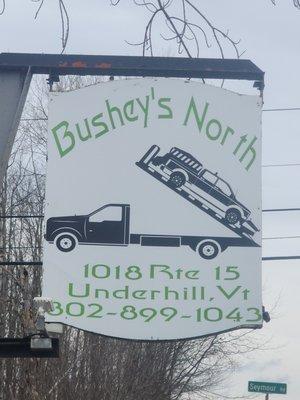 Bushey's North
1018 Rte 15
Underhill, Vt
802-899-1043
Seymour Rd